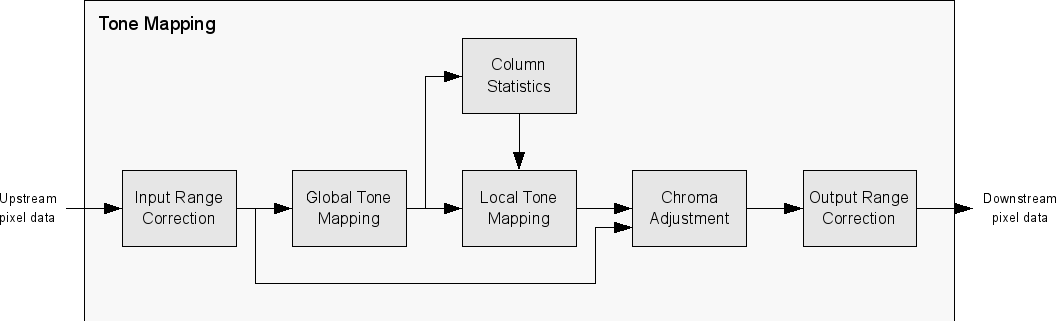 Tone Mapping
Column
Statistics
Upstream
pixel data
Input Range
Correction
Global Tone
Mapping
Local Tone
Mapping
Chroma
Adjustment
Output Range
Correction
Downstream
pixel data